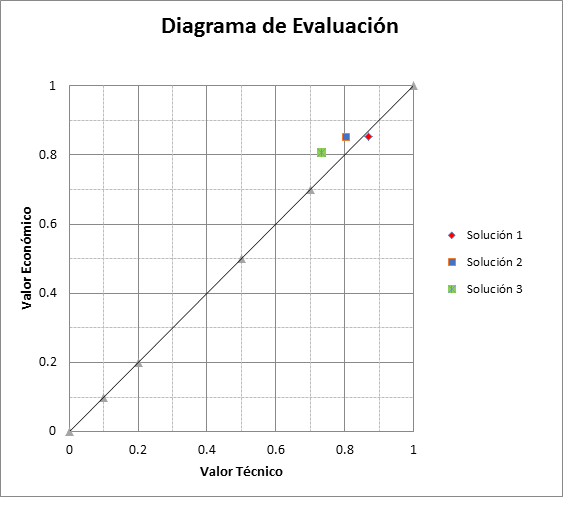 Diagrama de Evaluación
1
0.8
0.6
0.4
0.2
0
Valor Económico
0 0.2 0.4 0.6 0.8 1
Valor Técnico
Solución 1
Solución 2
Solución 3